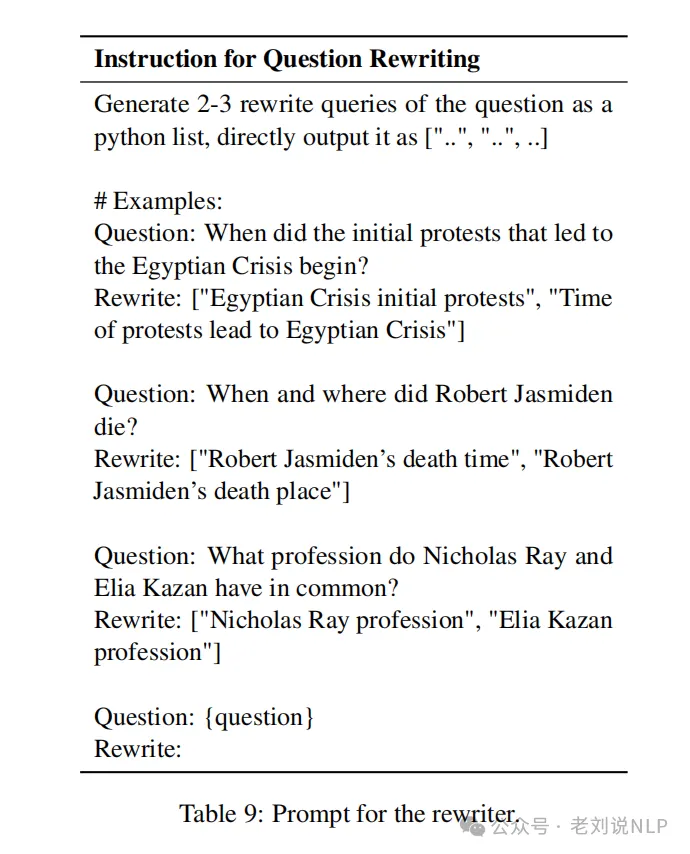 Instruction for Question Rewriting
Generate 2-3 rewrite queries of the question as a
python list, directly output it as ["..", "..", ..]
# Examples:
Question: When did the initial protests that led to
the Egyptian Crisis begin?
Rewrite: ["Egyptian Crisis initial protests", "Time
of protests lead to Egyptian Crisis"]
Question: When and where did Robert Jasmiden
die?
Rewrite: ["Robert Jasmiden’s death time", "Robert
Jasmiden’s death place"]
Question: What profession do Nicholas Ray and
Elia Kazan have in common?
Rewrite: ["Nicholas Ray profession", "Elia Kazan
profession"]
Question: {question}
Rewrite:
Table 9: Prompt for the rewriter.
公众号 · 老刘说NLP